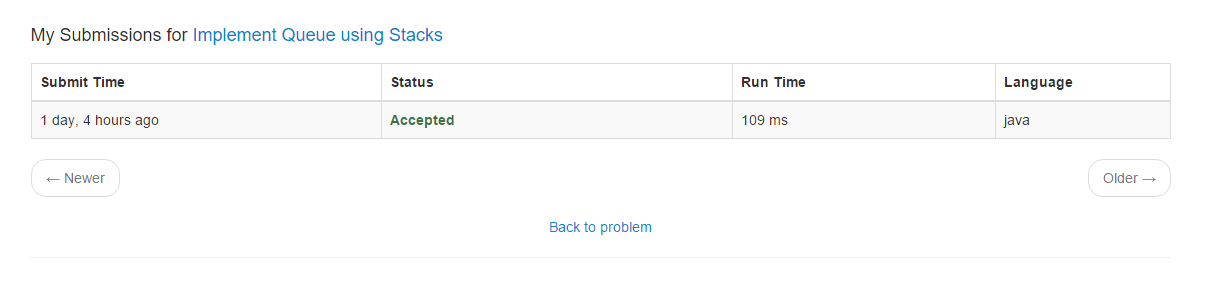 My Submissions for Implement Queue using Stacks
Submit Time Status Run Time Language
1 day, 4 hours ago Accepted 109 ms java
← Newer Older →
Back to problem